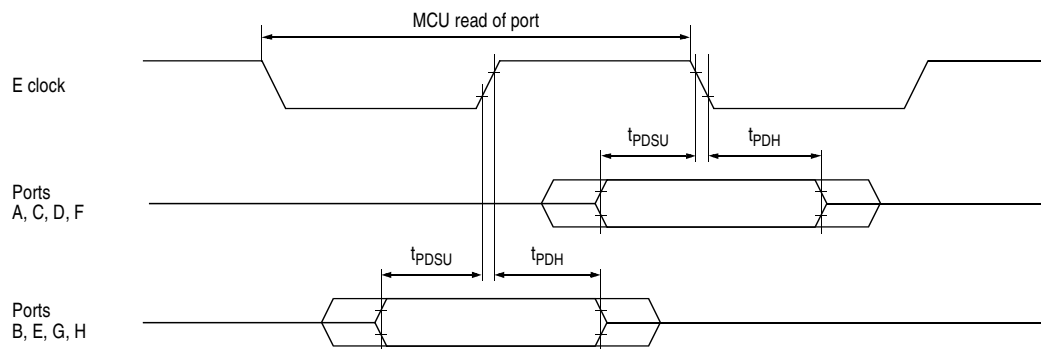 MCU read of port
E clock
tPDSU
tPDH
Ports
A, C, D, F
tPDSU
tPDH
Ports
B, E, G, H